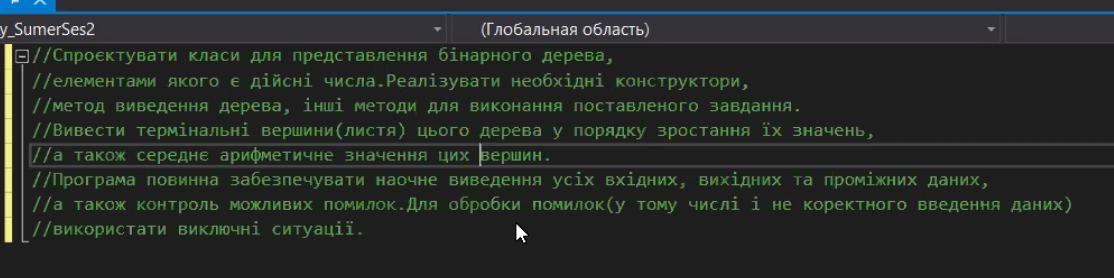 y_SumerSes2
(Глобальная область)
//Спроєктувати класи для представлення бінарного дерева,
//елементами якого є дійсні числа.Реалізувати необхідні конструктори,
//метод виведення дерева, інші методи для виконання поставленого завдання.
//Вивести термінальні вершини(листя) цього дерева у порядку зростання їх значень,
//а також середнє арифметичне значення цих вершин.
//Програма повинна забезпечувати наочне виведення усіх вхідних, вихідних та проміжних даних,
//а також контроль можливих помилок.Для обробки помилок(у тому числі і не коректного введення даних)
//використати виключні ситуації.